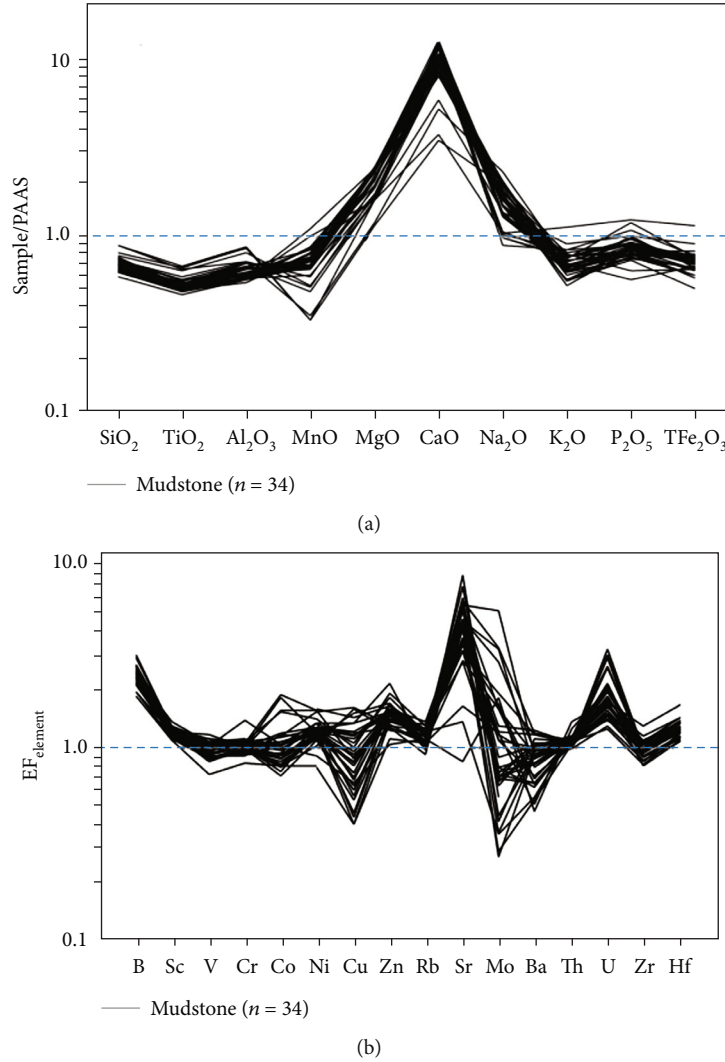 10
1.0
0.1
Sample/PAAS
SiO₂ TiO₂ Al₂O₃ MnO MgO CaO Na₂O K₂O P₂O₅ TFe₂O₃
Mudstone (n = 34)
(a)
10.0
1.0
0.1
EFelement
B Sc V Cr Co Ni Cu Zn Rb Sr Mo Ba Th U Zr Hf
Mudstone (n = 34)
(b)